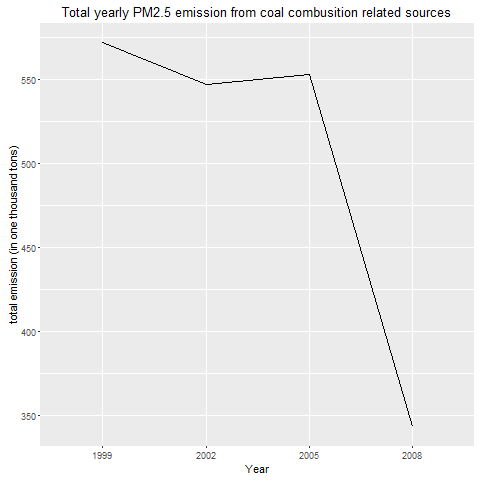 Total yearly PM2.5 emission from coal combusition related sources
total emission (in one thousand tons)
550
500
450
400
350
1999 2002 2005 2008
Year